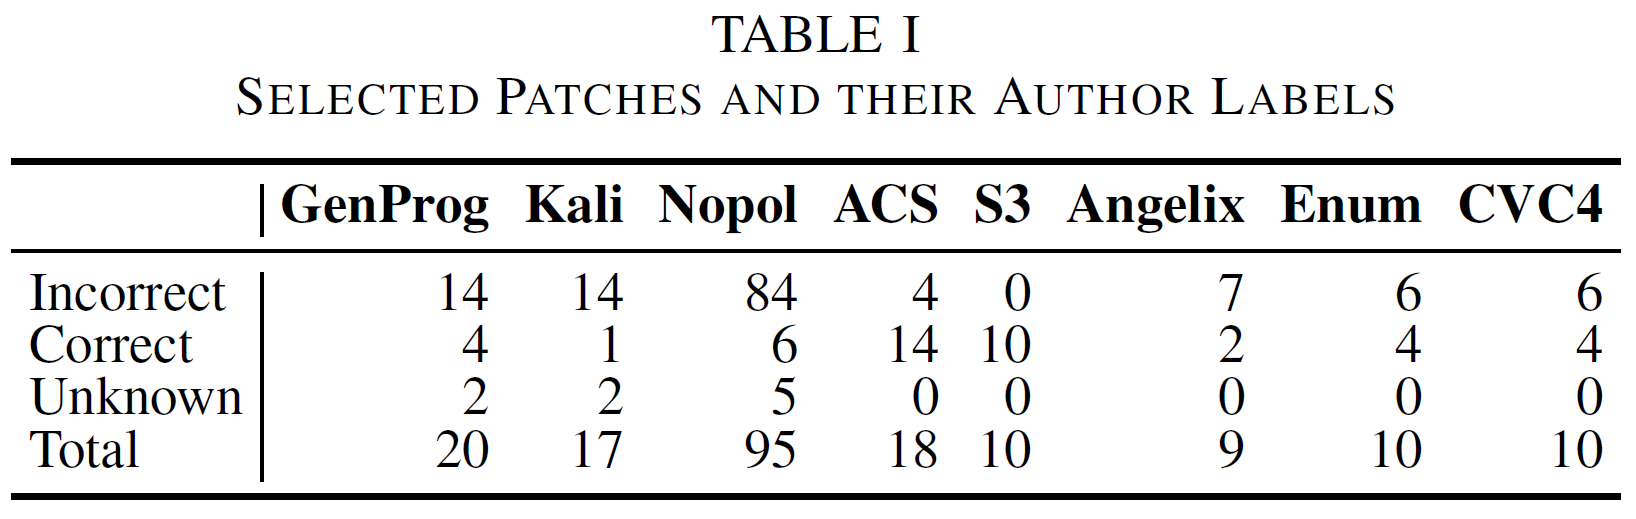 TABLE I
SELECTED PATCHES AND THEIR AUTHOR LABELS
GenProg Kali Nopol ACS S3 Angelix Enum CVC4
Incorrect 14 14 84 4 0 7 6 6
Correct 4 1 6 14 10 2 4 4
Unknown 2 2 5 0 0 0 0 0
Total 20 17 95 18 10 9 10 10